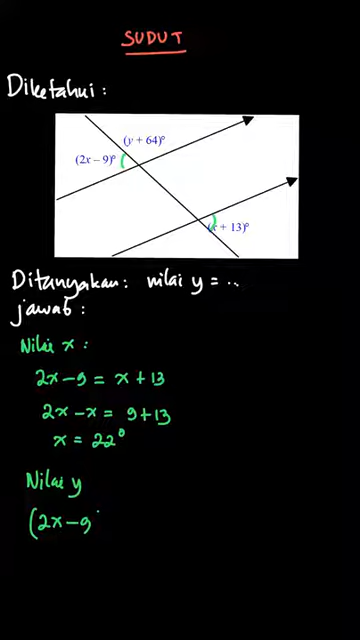 SUDUT
Diketahui :
(y + 64)°
(2x – 9)°
(x + 13)°
Ditanyakan: nilai y = ...
jawab :
Nilai x :
2x – 9 = x + 13
2x – x = 9 + 13
x = 22°
Nilai y
(2x – 9